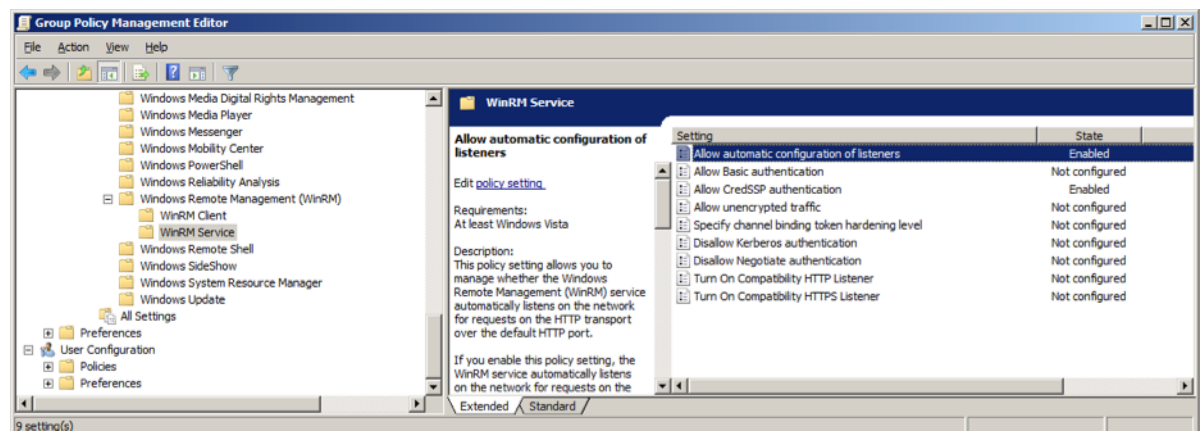 Group Policy Management Editor
File Action View Help
Windows Media Digital Rights Management
Windows Media Player
Windows Messenger
Windows Mobility Center
Windows PowerShell
Windows Reliability Analysis
Windows Remote Management (WinRM)
WinRM Client
WinRM Service
Windows Remote Shell
Windows SideShow
Windows System Resource Manager
Windows Update
All Settings
Preferences
User Configuration
Policies
Preferences
WinRM Service
Allow automatic configuration of
listeners
Edit policy setting
Requirements:
At least Windows Vista
Description:
This policy setting allows you to
manage whether the Windows
Remote Management (WinRM) service
automatically listens on the network
for requests on the HTTP transport
over the default HTTP port.
If you enable this policy setting, the
WinRM service automatically listens
on the network for requests on the
Setting State
Allow automatic configuration of listeners Enabled
Allow Basic authentication Not configured
Allow CredSSP authentication Enabled
Allow unencrypted traffic Not configured
Specify channel binding token hardening level Not configured
Disallow Kerberos authentication Not configured
Disallow Negotiate authentication Not configured
Turn On Compatibility HTTP Listener Not configured
Turn On Compatibility HTTPS Listener Not configured
Extended Standard
9 setting(s)